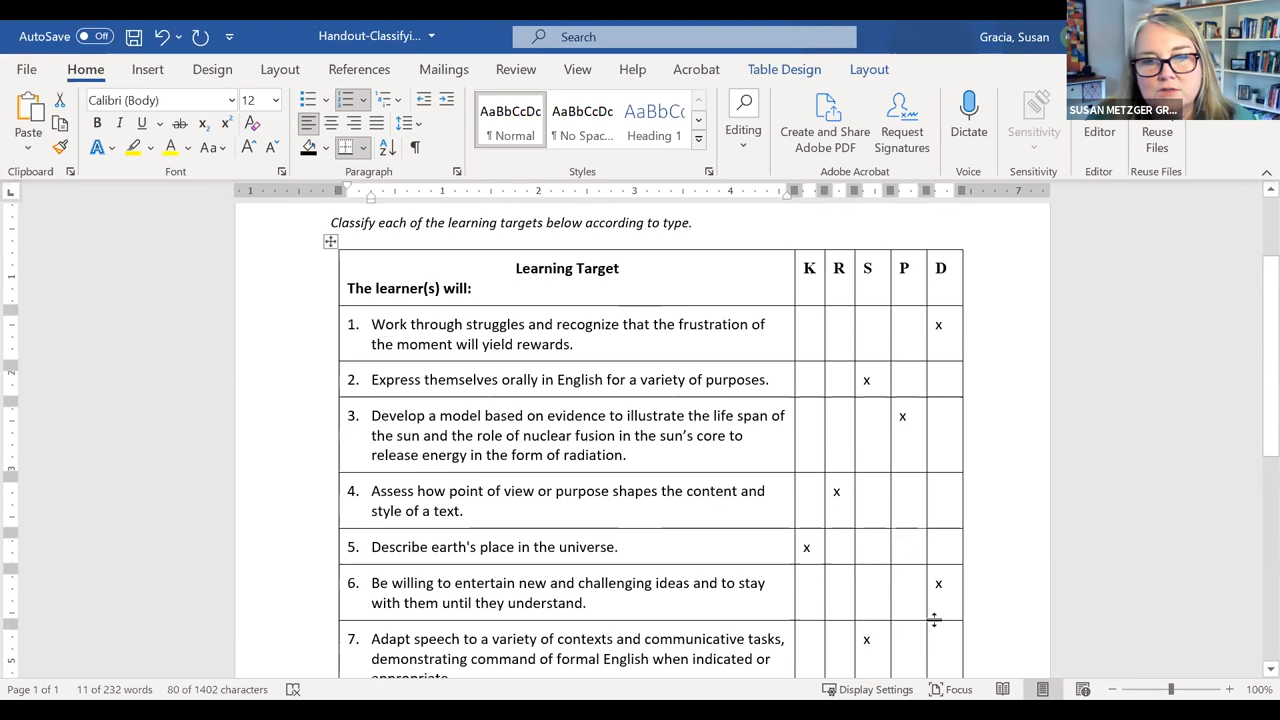 AutoSave Off Handout-Classifyi... Search Gracia, Susan
SUSAN METZGER GR...
File Home Insert Design Layout References Mailings Review View Help Acrobat Table Design Layout
Paste
Calibri (Body) 12
AaBbCcDc AaBbCcDc AaBbCc
¶ Normal ¶ No Spac... Heading 1
Editing
Create and Share Adobe PDF
Request Signatures
Dictate
Sensitivity
Editor
Reuse Files
Clipboard Font Paragraph Styles Adobe Acrobat Voice Sensitivity Editor Reuse Files
1 1 2 3 4 7
Classify each of the learning targets below according to type.
Learning Target K R S P D
The learner(s) will:
1. Work through struggles and recognize that the frustration of x
the moment will yield rewards.
2. Express themselves orally in English for a variety of purposes. x
3. Develop a model based on evidence to illustrate the life span of x
the sun and the role of nuclear fusion in the sun's core to
release energy in the form of radiation.
4. Assess how point of view or purpose shapes the content and x
style of a text.
5. Describe earth's place in the universe. x
6. Be willing to entertain new and challenging ideas and to stay x
with them until they understand.
7. Adapt speech to a variety of contexts and communicative tasks, x
demonstrating command of formal English when indicated or
appropriate.
Page 1 of 1 11 of 232 words 80 of 1402 characters Display Settings Focus 100%